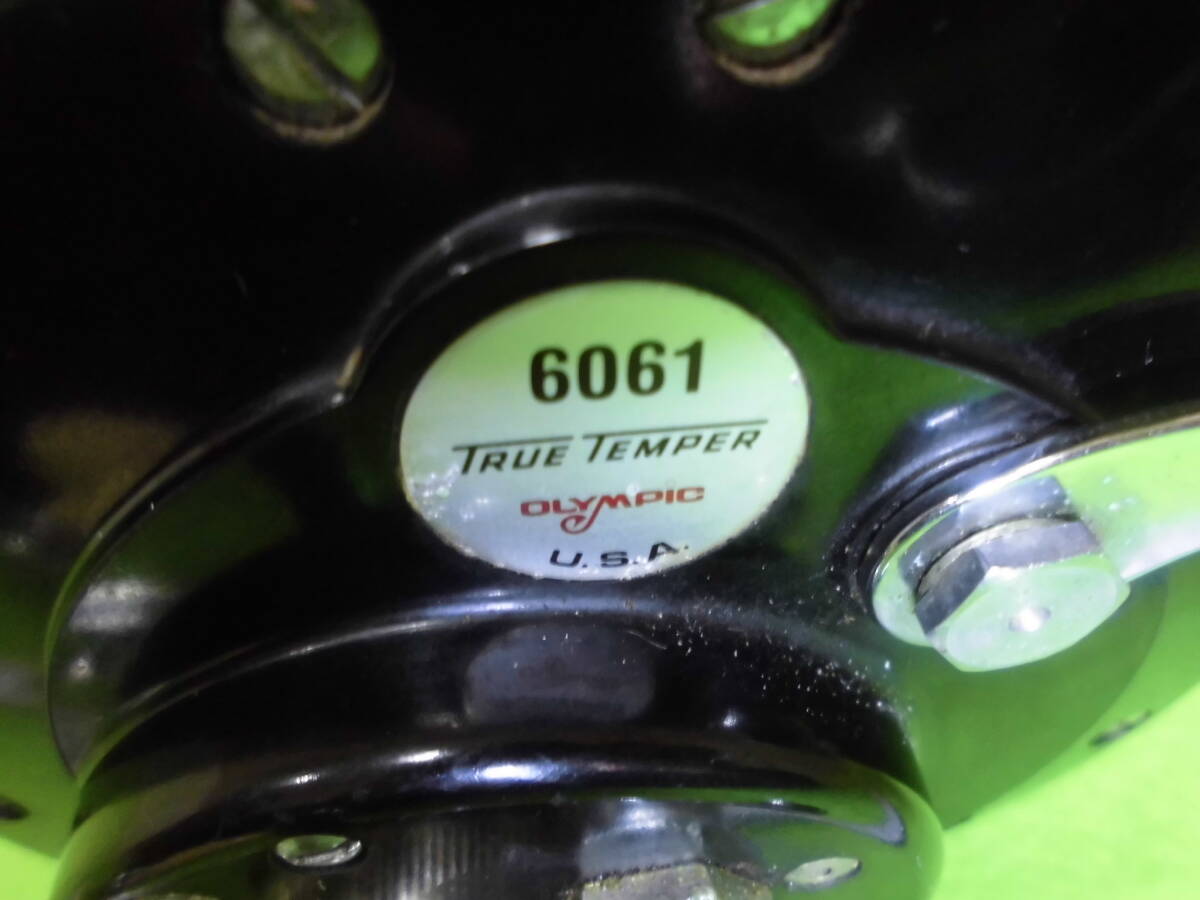 6061
TRUE TEMPER
OLYMPIC
U.S.A.